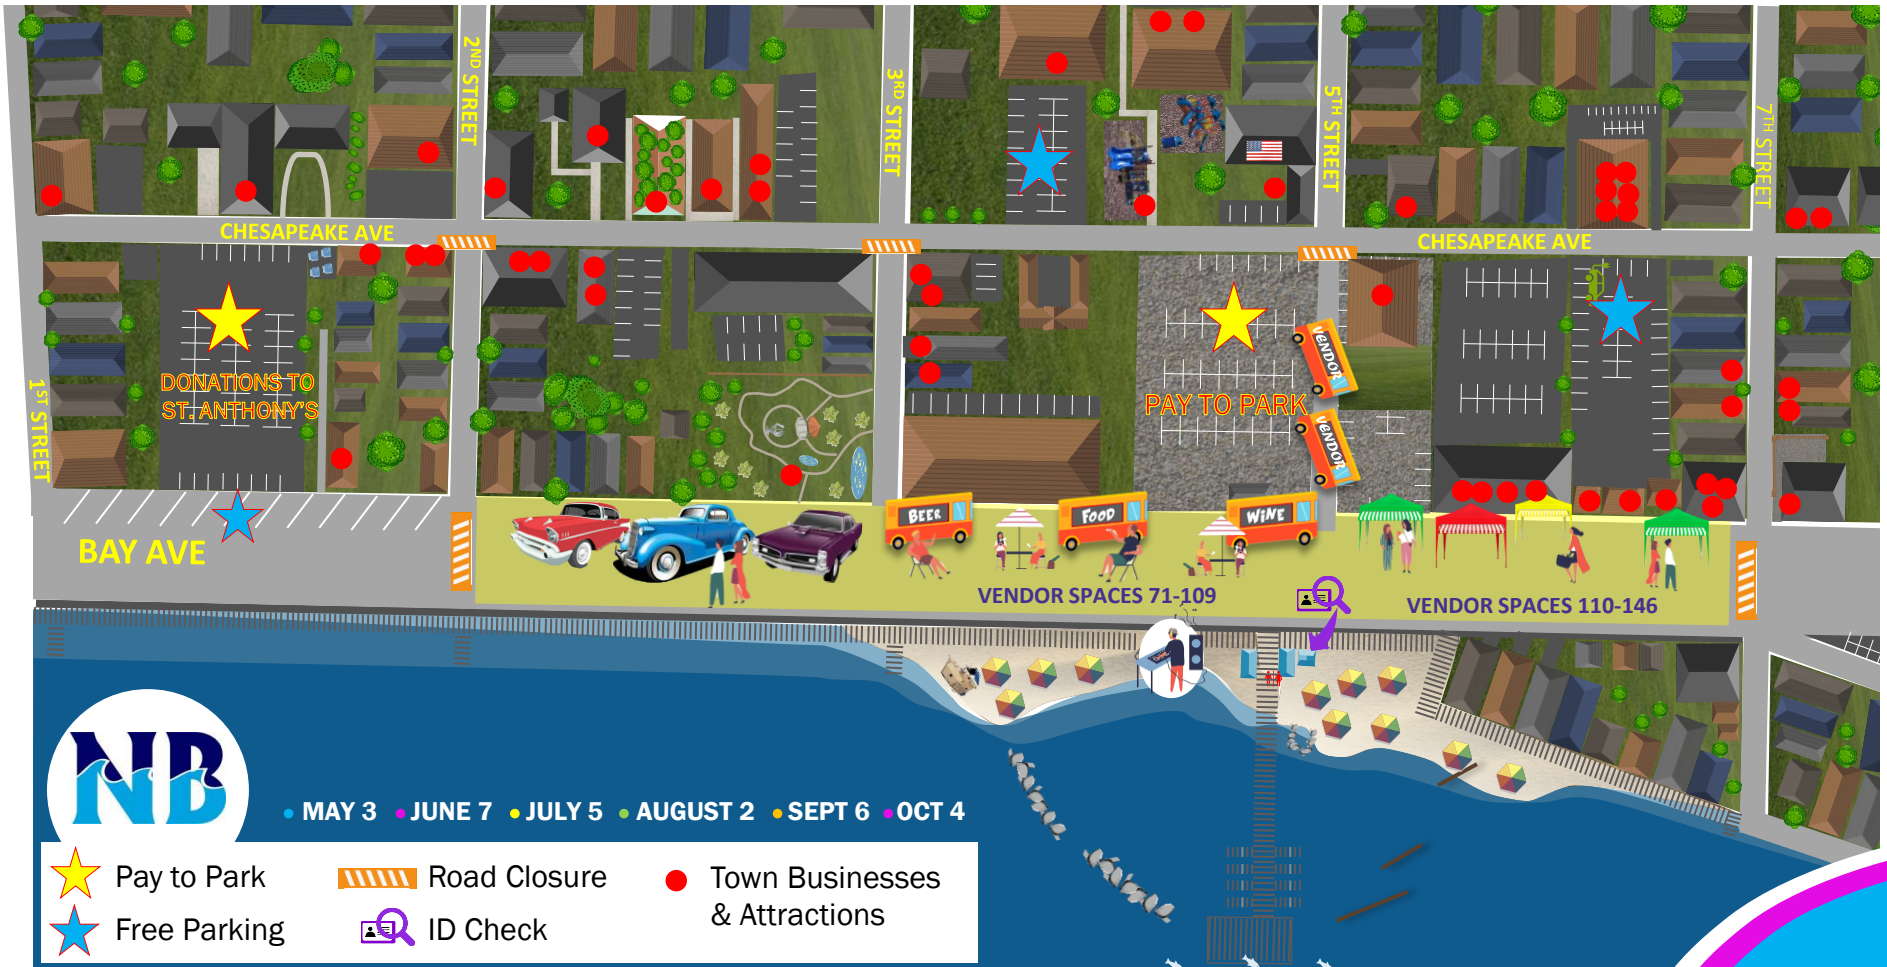 2ND STREET
3RD STREET
5TH STREET
7TH STREET
CHESAPEAKE AVE
CHESAPEAKE AVE
1ST STREET
DONATIONS TO
ST. ANTHONY'S
PAY TO PARK
VENDOR
VENDOR
BAY AVE
BEER
FOOD
WINE
VENDOR SPACES 71-109
VENDOR SPACES 110-146
NB
• MAY 3 • JUNE 7 • JULY 5 • AUGUST 2 • SEPT 6 • OCT 4
Pay to Park
Road Closure
Town Businesses
& Attractions
Free Parking
ID Check